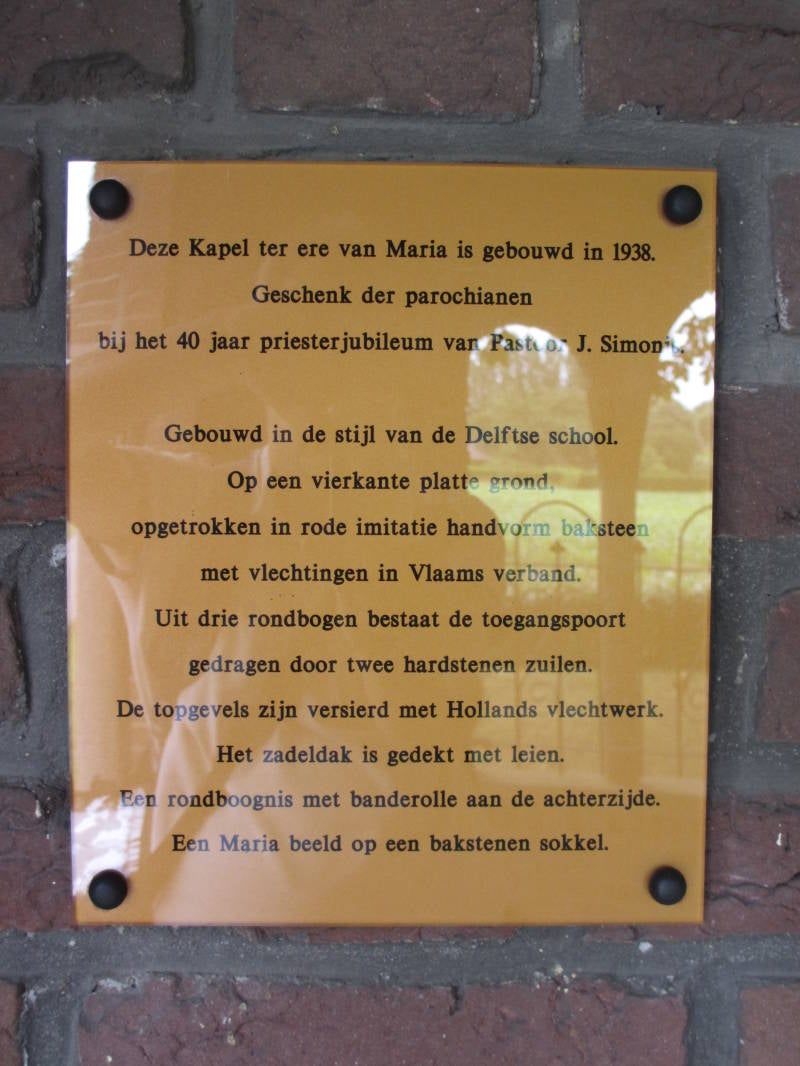 Deze Kapel ter ere van Maria is gebouwd in 1938.
Geschenk der parochianen
bij het 40 jaar priesterjubileum van Pastoor J.
Gebouwd in de stijl van de Delftse school.
Op een vierkante platte grond,
opgetrokken in rode imitatie handvorm baksteen
met vlechtingen in Vlaams verband.
Uit drie rondbogen bestaat de toegangspoort
gedragen door twee hardstenen zuilen.
De topgevels zijn versierd met Hollands vlechtwerk.
Het zadeldak is gedekt met leien.
Een rondboognis met banderolle aan de achterzijde.
Een Maria beeld op een bakstenen sokkel.